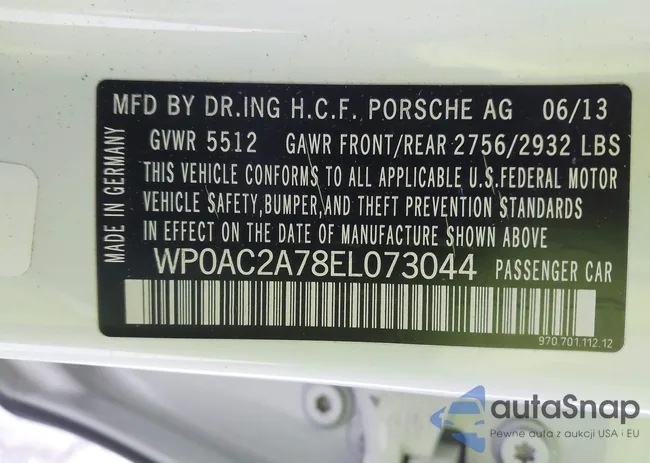 MFD BY DR.ING H.C.F. PORSCHE AG 06/13
GVWR 5512 GAWR FRONT/REAR 2756/2932 LBS
THIS VEHICLE CONFORMS TO ALL APPLICABLE U.S.FEDERAL MOTOR
VEHICLE SAFETY,BUMPER,AND THEFT PREVENTION STANDARDS
IN EFFECT ON THE DATE OF MANUFACTURE SHOWN ABOVE.
WP0AC2A78EL073044 PASSENGER CAR
970.701.112.12
MADE IN GERMANY
autaSnap
Pewne auta z aukcji USA i EU